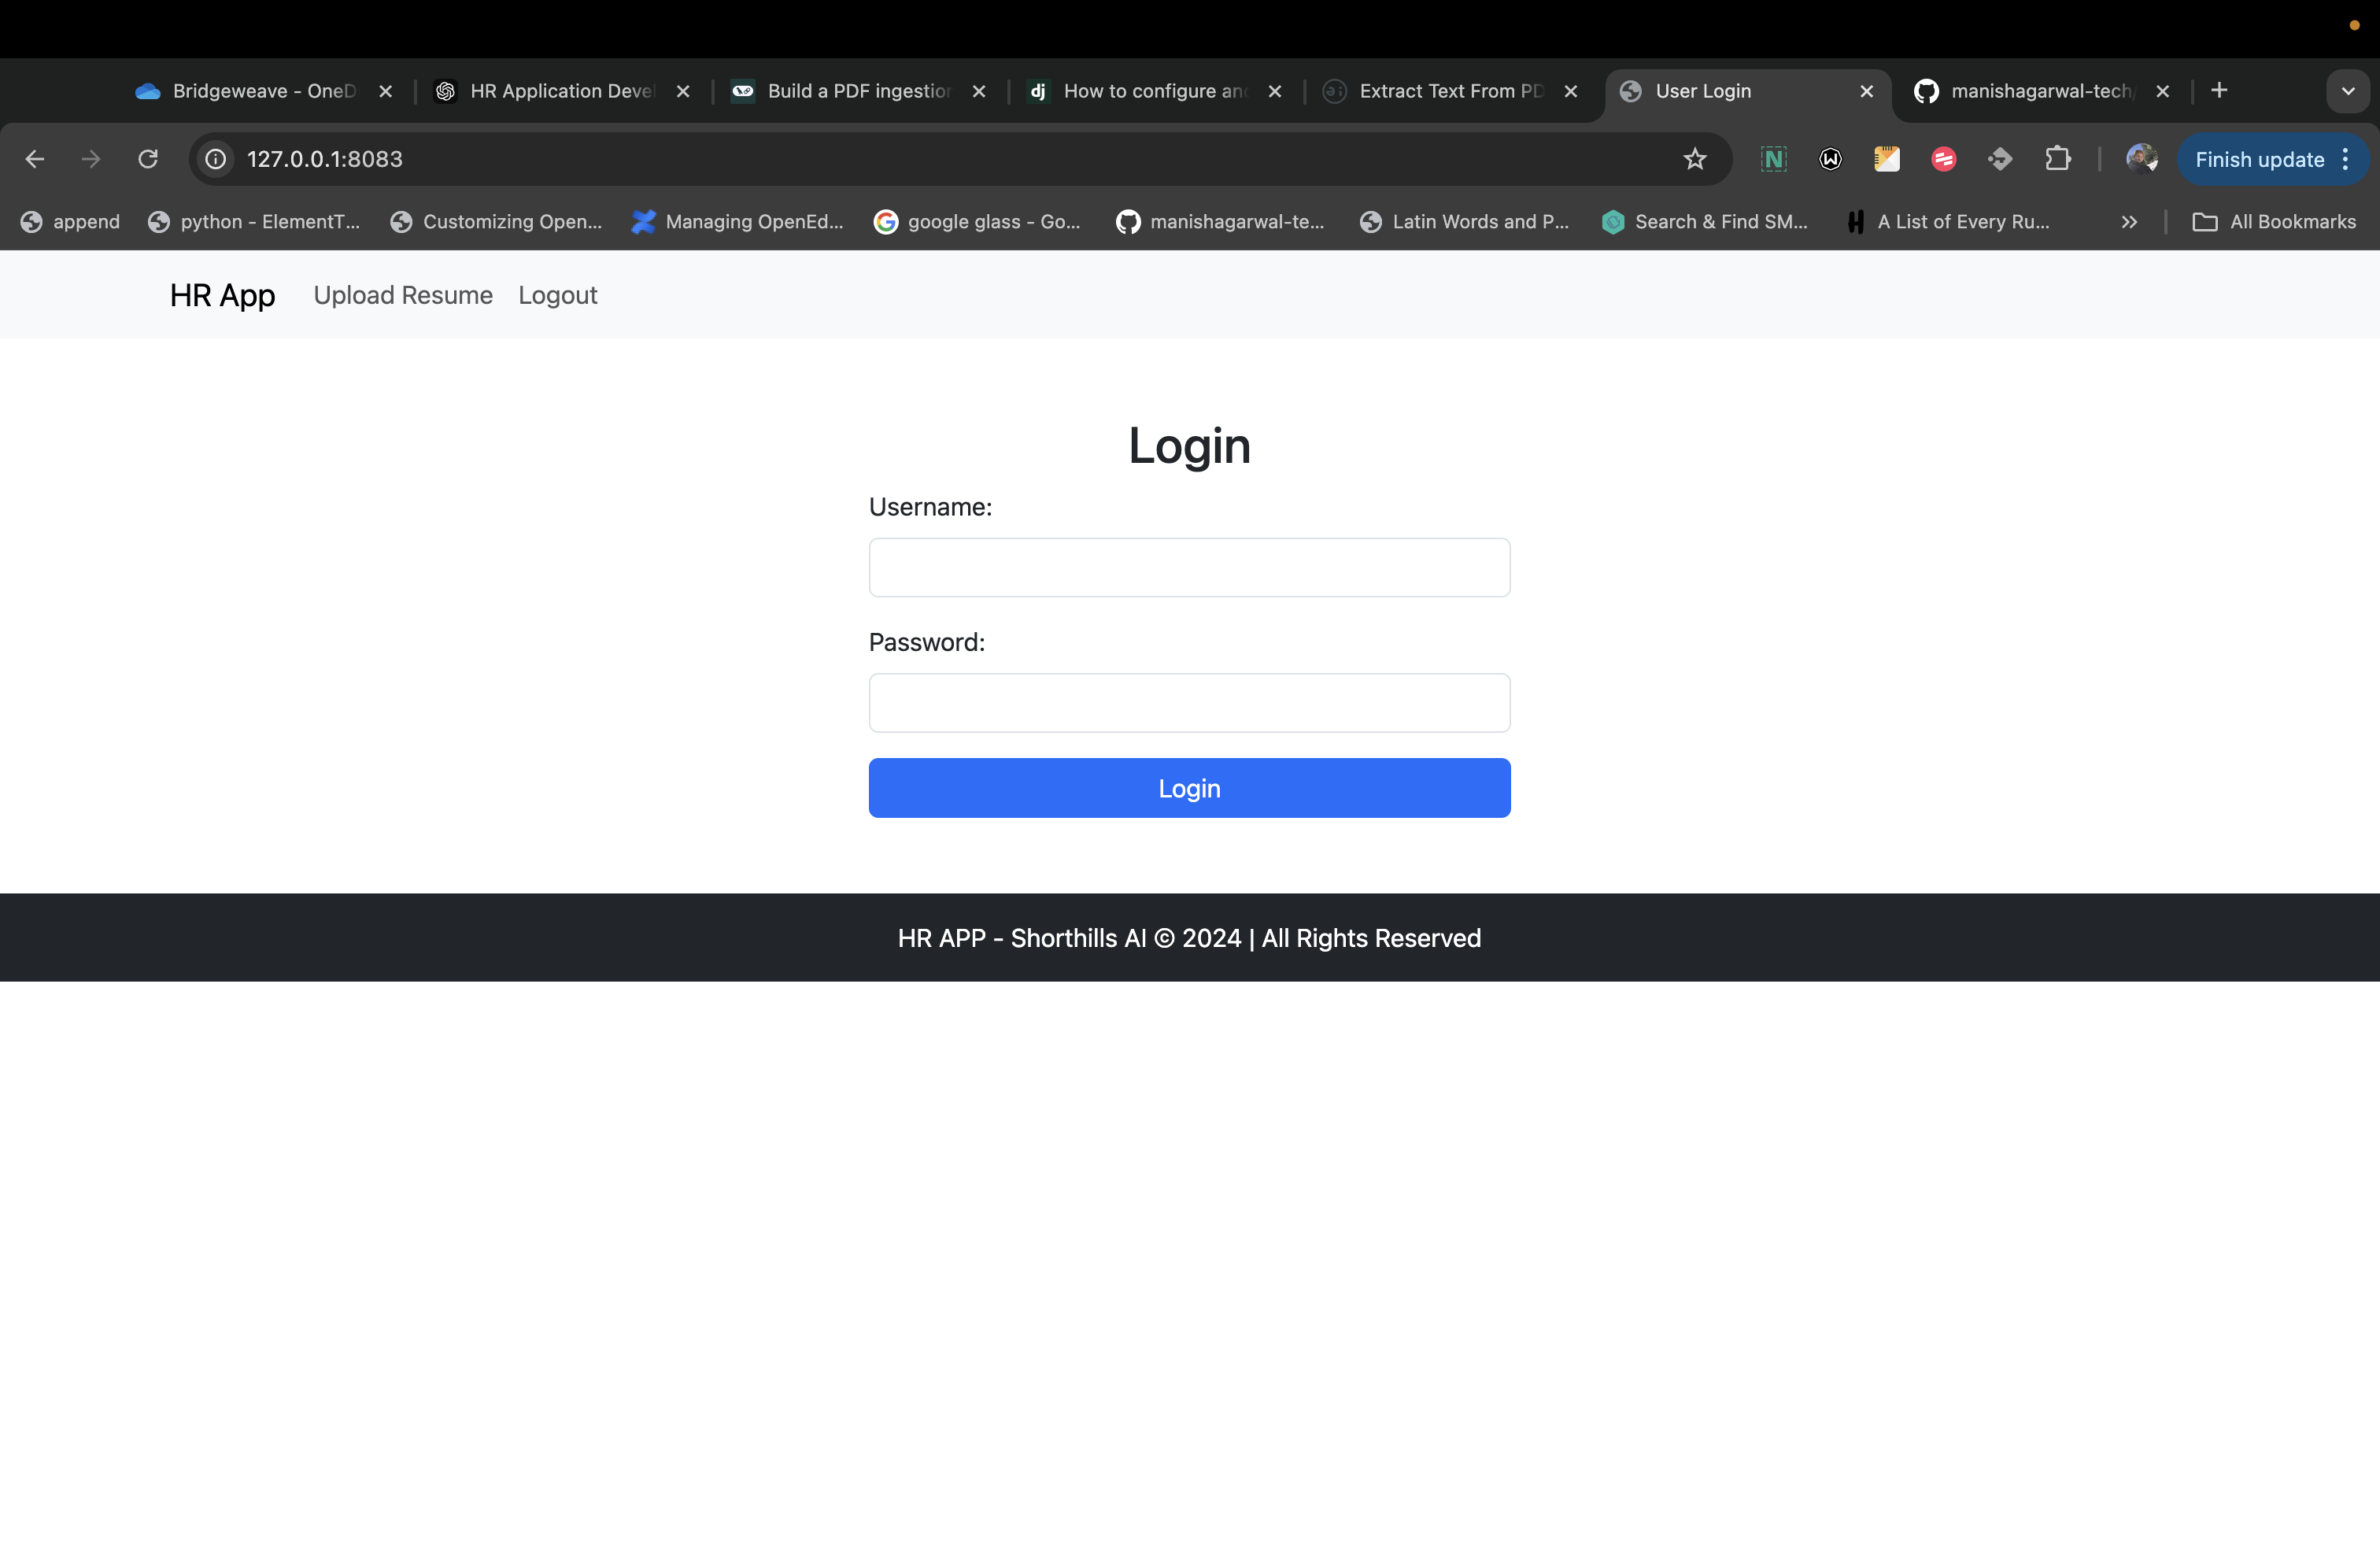 Bridgeweave - OneD
HR Application Devel
Build a PDF ingestion
dj How to configure and
Extract Text From PD
User Login
manishagarwal-tech/
127.0.0.1:8083
Finish update
append
python - ElementT...
Customizing Open...
Managing OpenEd...
google glass - Go...
manishagarwal-te...
Latin Words and P...
Search & Find SM...
A List of Every Ru...
All Bookmarks
HR App Upload Resume Logout
Login
Username:
Password:
Login
HR APP - Shorthills AI © 2024 | All Rights Reserved